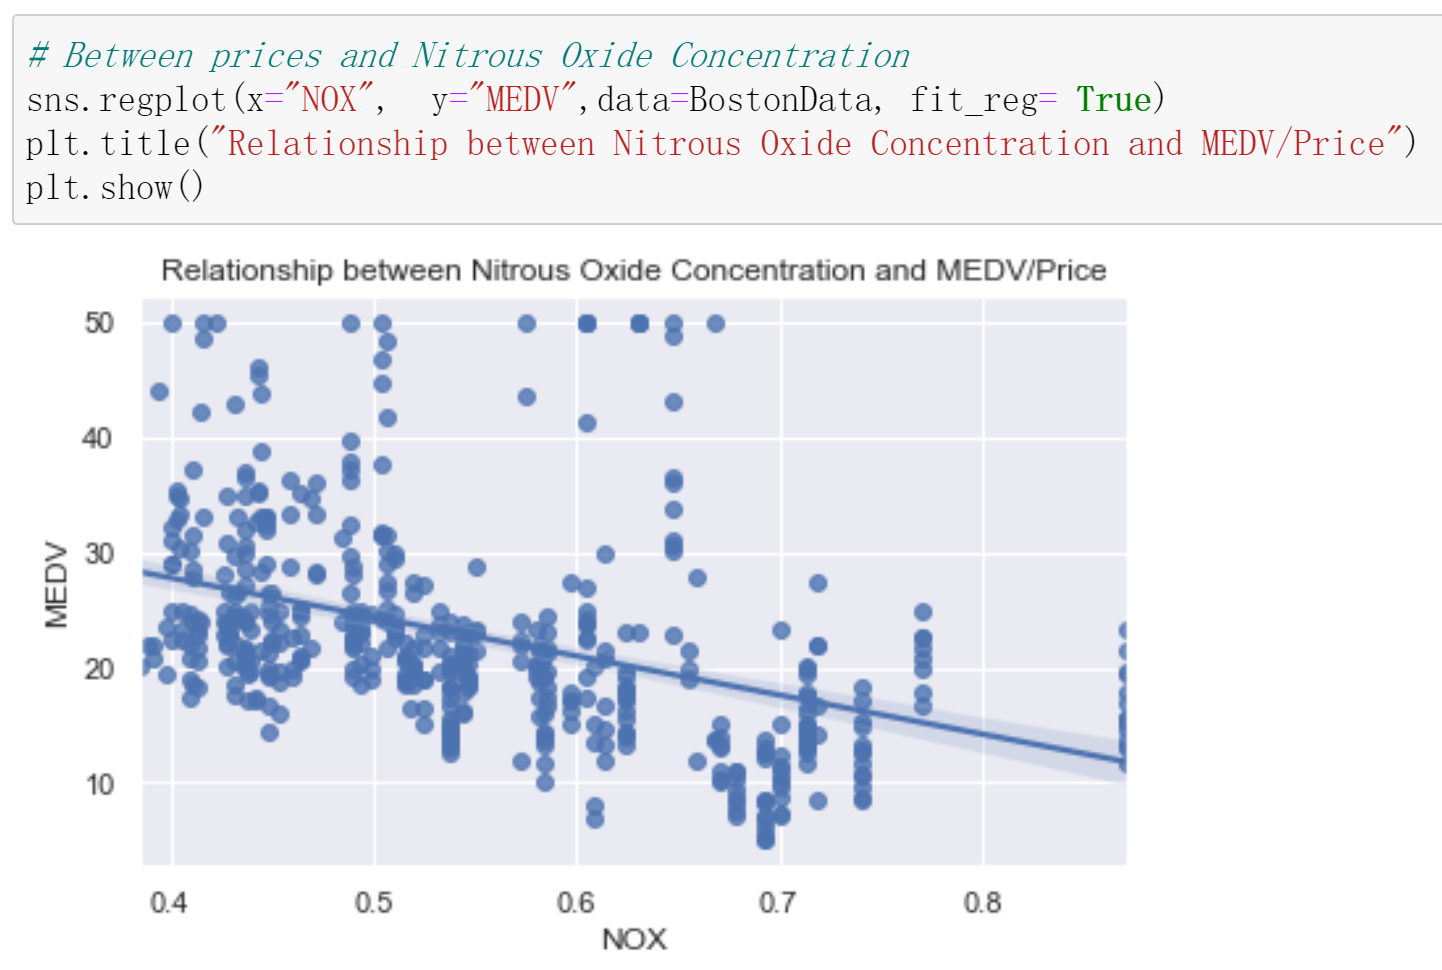 # Between prices and Nitrous Oxide Concentration
sns.regplot(x="NOX",  y="MEDV",data=BostonData, fit_reg= True)
plt.title("Relationship between Nitrous Oxide Concentration and MEDV/Price")
plt.show()
Relationship between Nitrous Oxide Concentration and MEDV/Price
50
40
30
20
10
MEDV
0.4 0.5 0.6 0.7 0.8
NOX